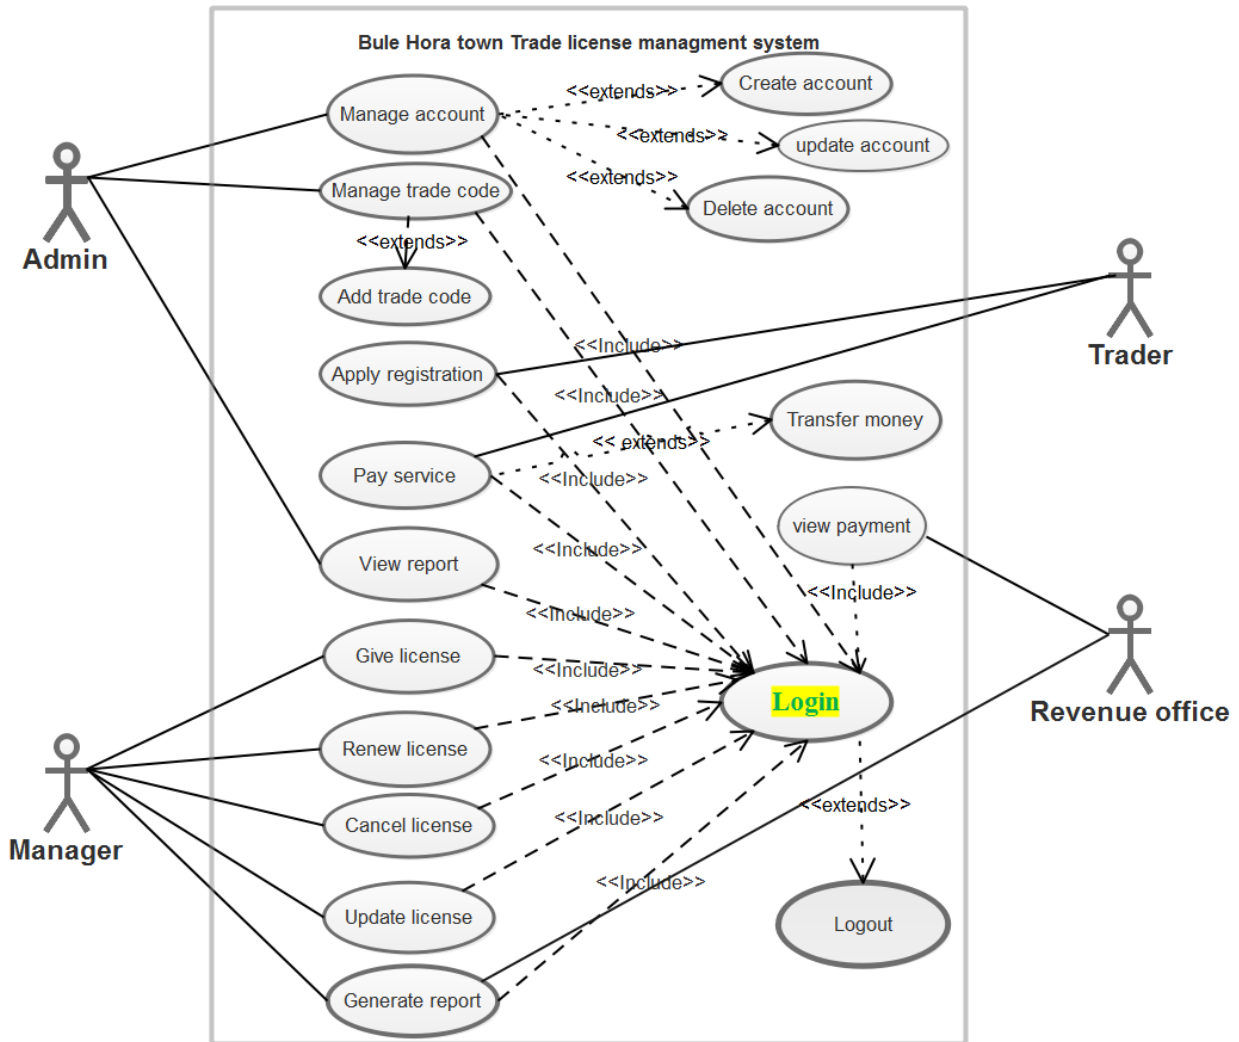 Bule Hora town Trade license managment system
Manage account
<<extends>>
Create account
<<extends>>
update account
<<extends>>
Delete account
Manage trade code
<<extends>>
Add trade code
Admin
Trader
Apply registration
<<Include>>
<<Include>>
Transfer money
<< extends>>
Pay service
<<Include>>
view payment
<<Include>>
View report
<<Include>>
<<Include>>
Give license
<<Include>>
Login
Revenue office
Renew license
<<Include>>
<<Include>>
Cancel license
<<Include>>
<<extends>>
Manager
Update license
<<Include>>
Logout
Generate report